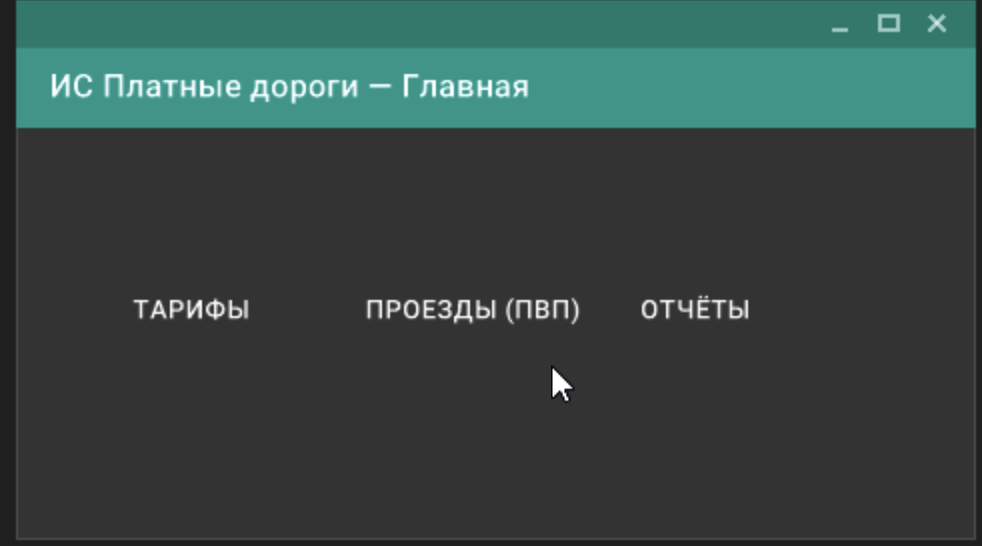 ИС Платные дороги — Главная
ТАРИФЫ ПРОЕЗДЫ (ПВП) ОТЧЁТЫ